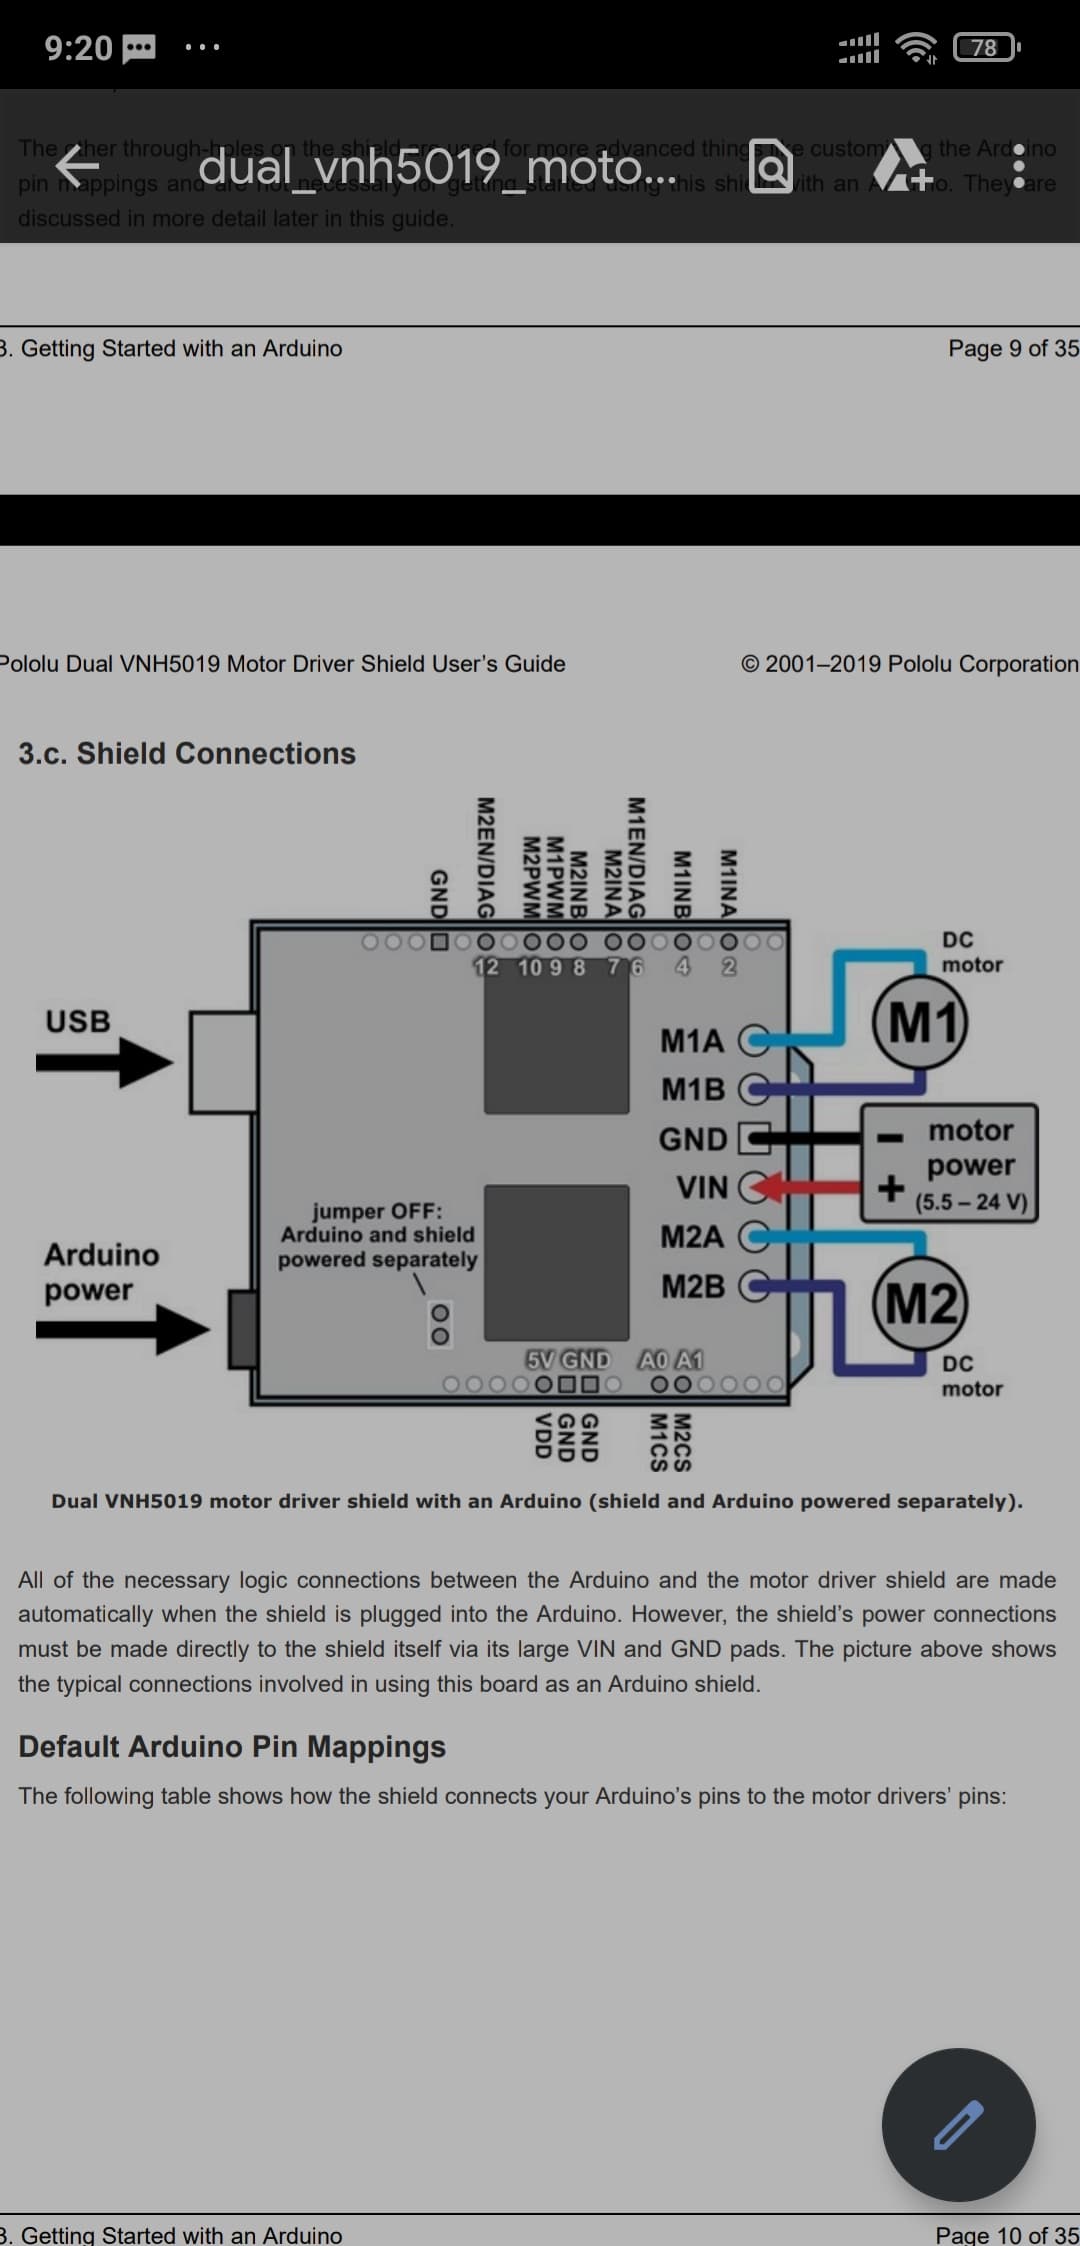 9:20
78
The other through-holes on the shield are used for more advanced things like customizing the Arduino
dual_vnh5019_moto...
pin mappings and are not necessary for getting started using this shield with an Arduino. They are
discussed in more detail later in this guide.
3. Getting Started with an Arduino
Page 9 of 35
Pololu Dual VNH5019 Motor Driver Shield User's Guide
© 2001–2019 Pololu Corporation
3.c. Shield Connections
GND
M2EN/DIAG
M2PWM
M1PWM
M2INB
M2INA
M1EN/DIAG
M1INB
M1INA
12 10 9 8 7 6 4 2
DC
motor
M1
USB
M1A
M1B
GND
VIN
M2A
M2B
motor
power
(5.5 – 24 V)
– 
+
jumper OFF:
Arduino and shield
powered separately
Arduino
power
M2
DC
motor
5V GND A0 A1
VDD
GND
GND
M1CS
M2CS
Dual VNH5019 motor driver shield with an Arduino (shield and Arduino powered separately).
All of the necessary logic connections between the Arduino and the motor driver shield are made
automatically when the shield is plugged into the Arduino. However, the shield's power connections
must be made directly to the shield itself via its large VIN and GND pads. The picture above shows
the typical connections involved in using this board as an Arduino shield.
Default Arduino Pin Mappings
The following table shows how the shield connects your Arduino's pins to the motor drivers' pins:
3. Getting Started with an Arduino
Page 10 of 35